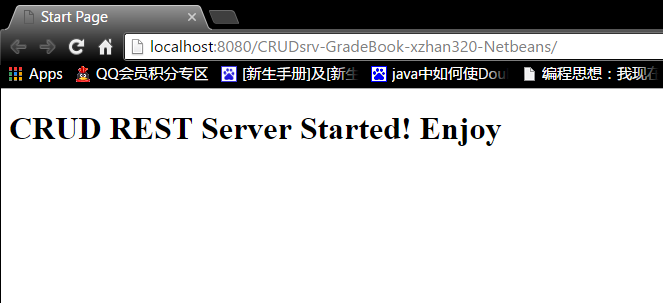 Start Page
localhost:8080/CRUDsrv-GradeBook-xzhan320-Netbeans/
Apps QQ会员积分专区 [新生手册]及[新生 java中如何使Dou 编程思想：我现在
CRUD REST Server Started! Enjoy